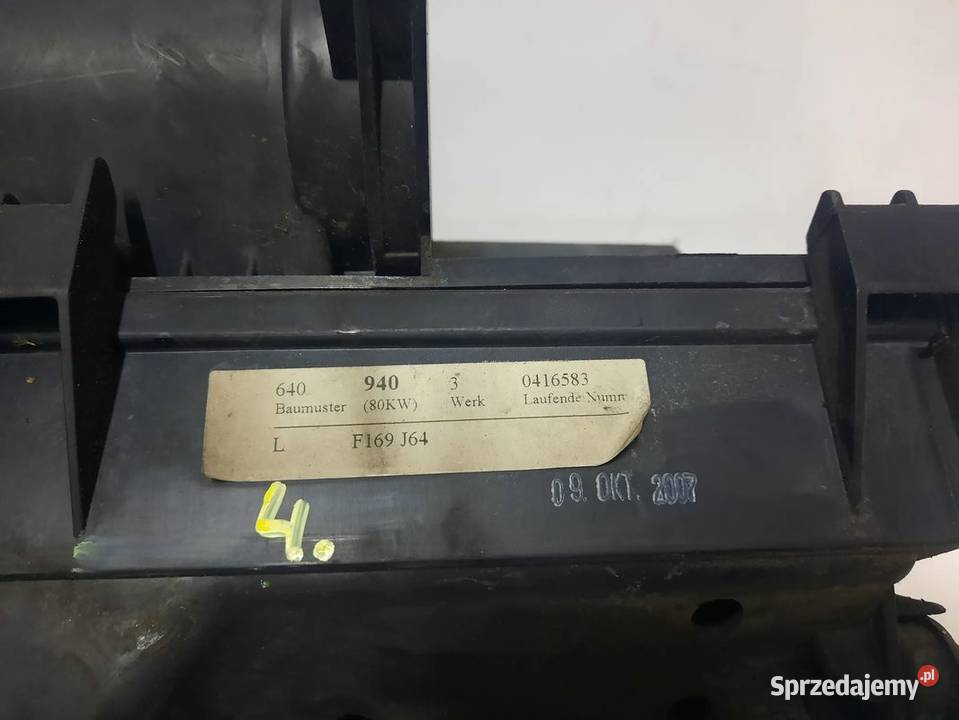 640 940 3 0416583
Baumuster (80KW) Werk Laufende Numm
L F169 J64
09. OKT. 2007
4.
Sprzedajemy.pl